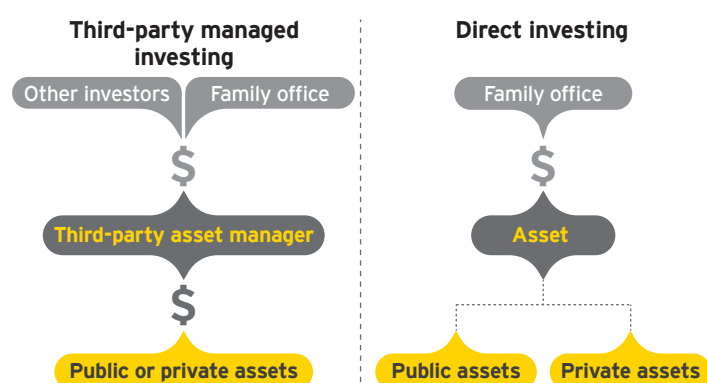 Third-party managed
investing
Other investors
Family office
$
Third-party asset manager
$
Public or private assets
Direct investing
Family office
$
Asset
Public assets
Private assets